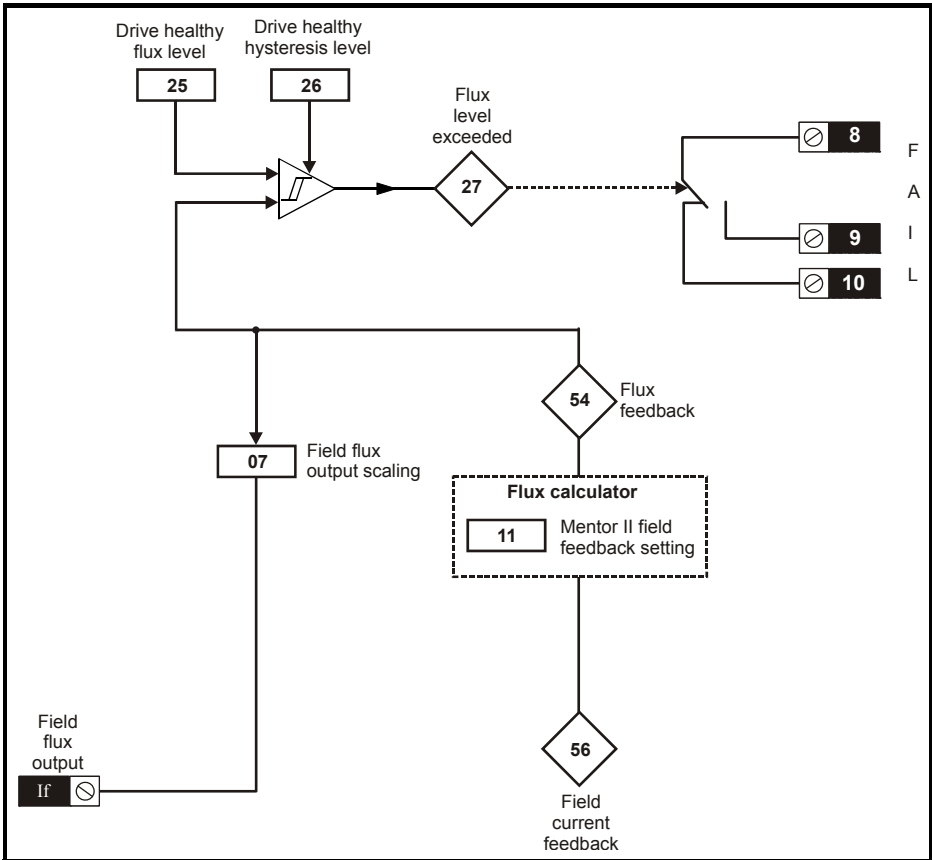 Drive healthy
flux level
25
Drive healthy
hysteresis level
26
Flux
level
exceeded
27
8
9
10
F
A
I
L
54
Flux
feedback
07
Field flux
output scaling
Flux calculator
11
Mentor II field
feedback setting
Field
flux
output
If
56
Field
current
feedback